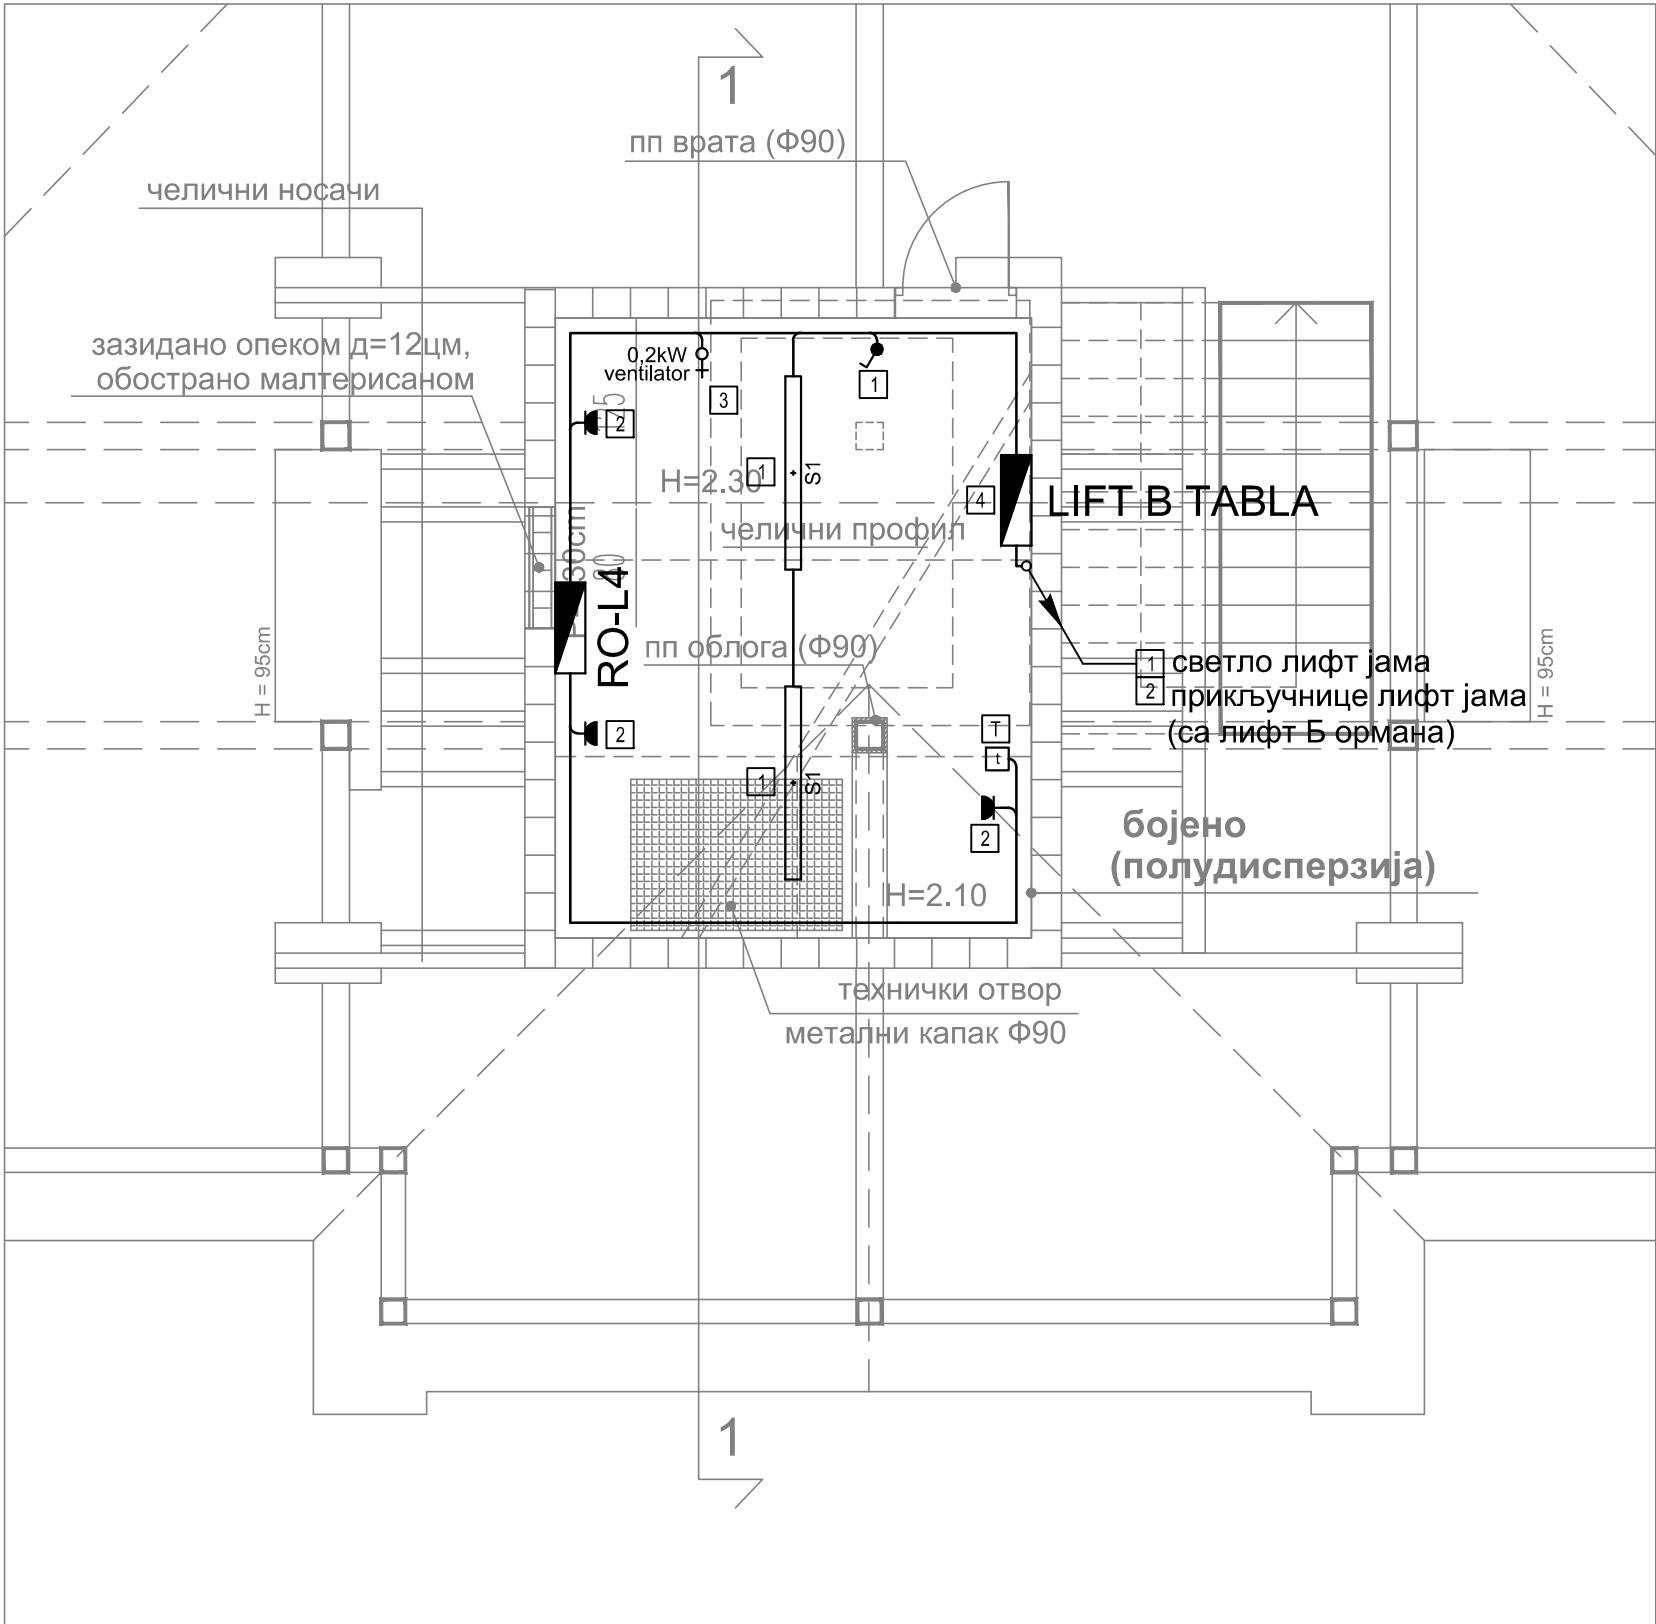 1
пп врата (Ф90)
челични носачи
зазидано опеком д=12цм,
обострано малтерисаном
0,2kW
ventilator
1
3
2
1
S1
H=2.30
4
LIFT B TABLA
челични профил
RO-L4
пп облога (Ф90)
H = 95cm
H = 95cm
1 светло лифт јама
2 прикључнице лифт јама
(са лифт Б ормана)
2
T
t
1
S1
2
бојено
(полудисперзија)
H=2.10
технички отвор
метални капак Ф90
1